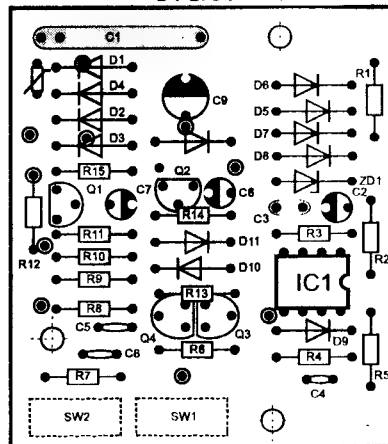 C1
D1
D4
D2
D3
C9
D6
D5
D7
D8
R1
R15
Q1
C7
Q2
C6
ZD1
C2
C3
R14
R12
R11
R10
R9
D11
D10
R3
R2
IC1
R13
R8
C5
Q4
Q3
D9
C8
R6
R4
R7
C4
R5
SW2
SW1